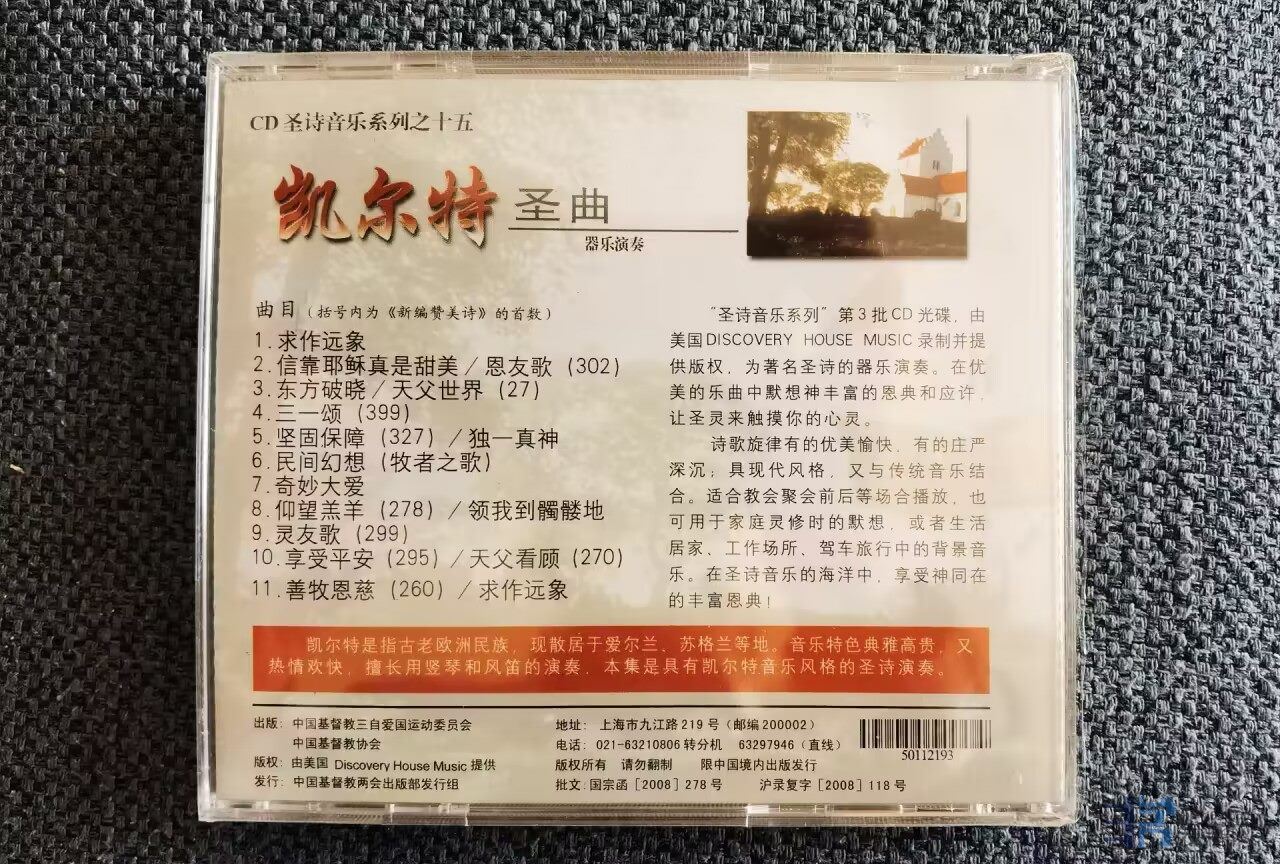 CD 圣诗音乐系列之十五
凯尔特 圣曲
器乐演奏
曲目（括号内为《新编赞美诗》的首数）
1. 求作远象
2. 信靠耶稣真是甜美 / 恩友歌（302）
3. 东方破晓 / 天父世界（27）
4. 三一颂（399）
5. 坚固保障（327） / 独一真神
6. 民间幻想（牧者之歌）
7. 奇妙大爱
8. 仰望羔羊（278） / 领我到髑髅地
9. 灵友歌（299）
10. 享受平安（295） / 天父看顾（270）
11. 善牧恩慈（260） / 求作远象
“圣诗音乐系列”第3批CD光碟，由
美国DISCOVERY HOUSE MUSIC录制并提
供版权，为著名圣诗的器乐演奏。在优
美的乐曲中默想神丰富的恩典和应许，
让圣灵来触摸你的心灵。
诗歌旋律有的优美愉快，有的庄严
深沉；具现代风格，又与传统音乐结
合。适合教会聚会前后等场合播放，也
可用于家庭灵修时的默想，或者生活
居家、工作场所、驾车旅行中的背景音
乐。在圣诗音乐的海洋中，享受神同在
的丰富恩典！
凯尔特是指古老欧洲民族，现散居于爱尔兰、苏格兰等地。音乐特色典雅高贵，又
热情欢快，擅长用竖琴和风笛的演奏，本集是具有凯尔特音乐风格的圣诗演奏。
出版：中国基督教三自爱国运动委员会
中国基督教协会
版权：由美国 Discovery House Music 提供
发行：中国基督教两会出版部发行组
地址：上海市九江路219号（邮编200002）
电话：021-63210806转分机 63297946（直线）
版权所有 请勿翻制 限中国境内出版发行
批文：国宗函［2008］278号 沪录复字［2008］118号
50112193